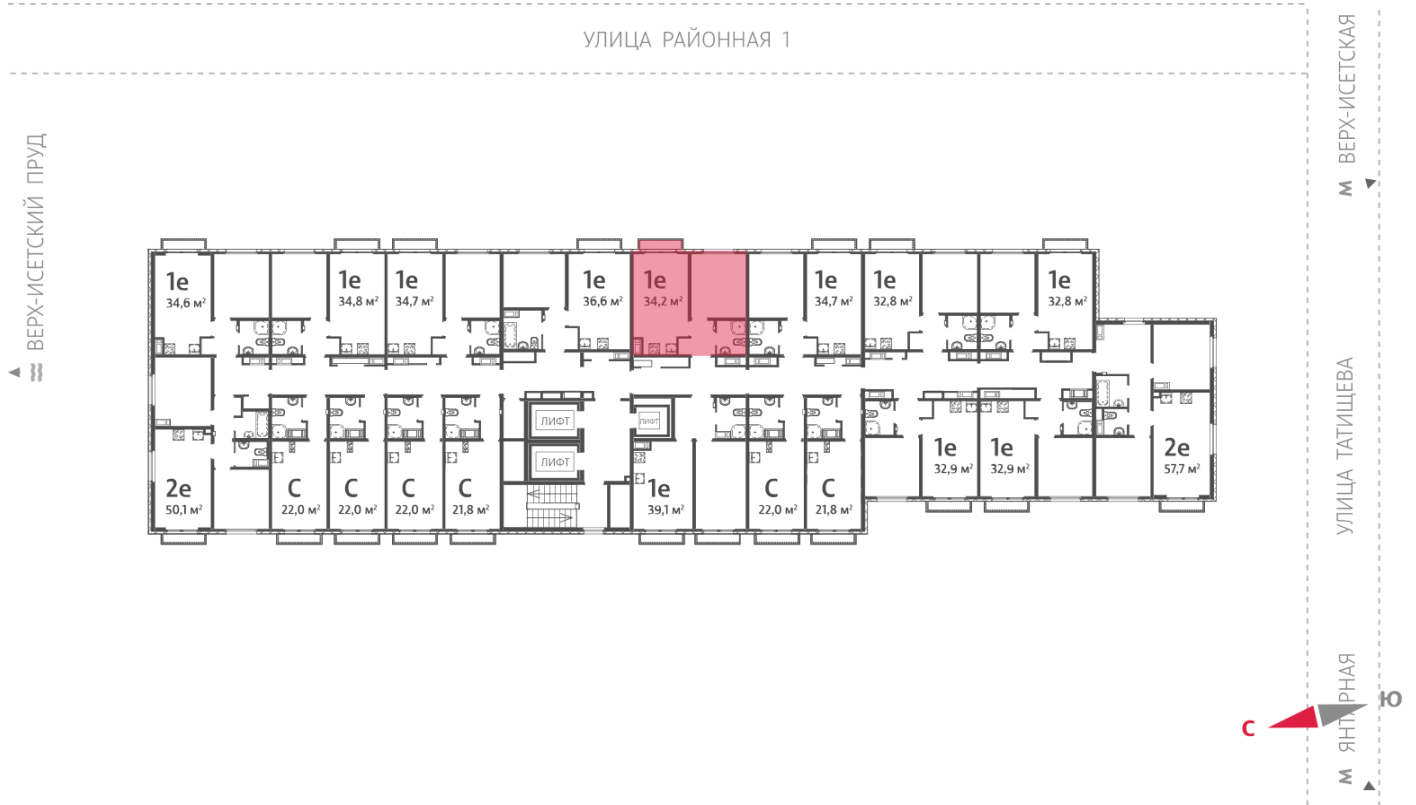 УЛИЦА РАЙОННАЯ 1
М ВЕРХ-ИСЕТСКАЯ
ВЕРХ-ИСЕТСКИЙ ПРУД
1е
34,6 м²
1е
34,8 м²
1е
34,7 м²
1е
36,6 м²
1е
34,2 м²
1е
34,7 м²
1е
32,8 м²
1е
32,8 м²
УЛИЦА ТАТИЩЕВА
ЛИФТ
ЛИФТ
ЛИФТ
2е
50,1 м²
С
22,0 м²
С
22,0 м²
С
22,0 м²
С
21,8 м²
1е
39,1 м²
С
22,0 м²
С
21,8 м²
1е
32,9 м²
1е
32,9 м²
2е
57,7 м²
М ЯНТАРНАЯ
С
Ю